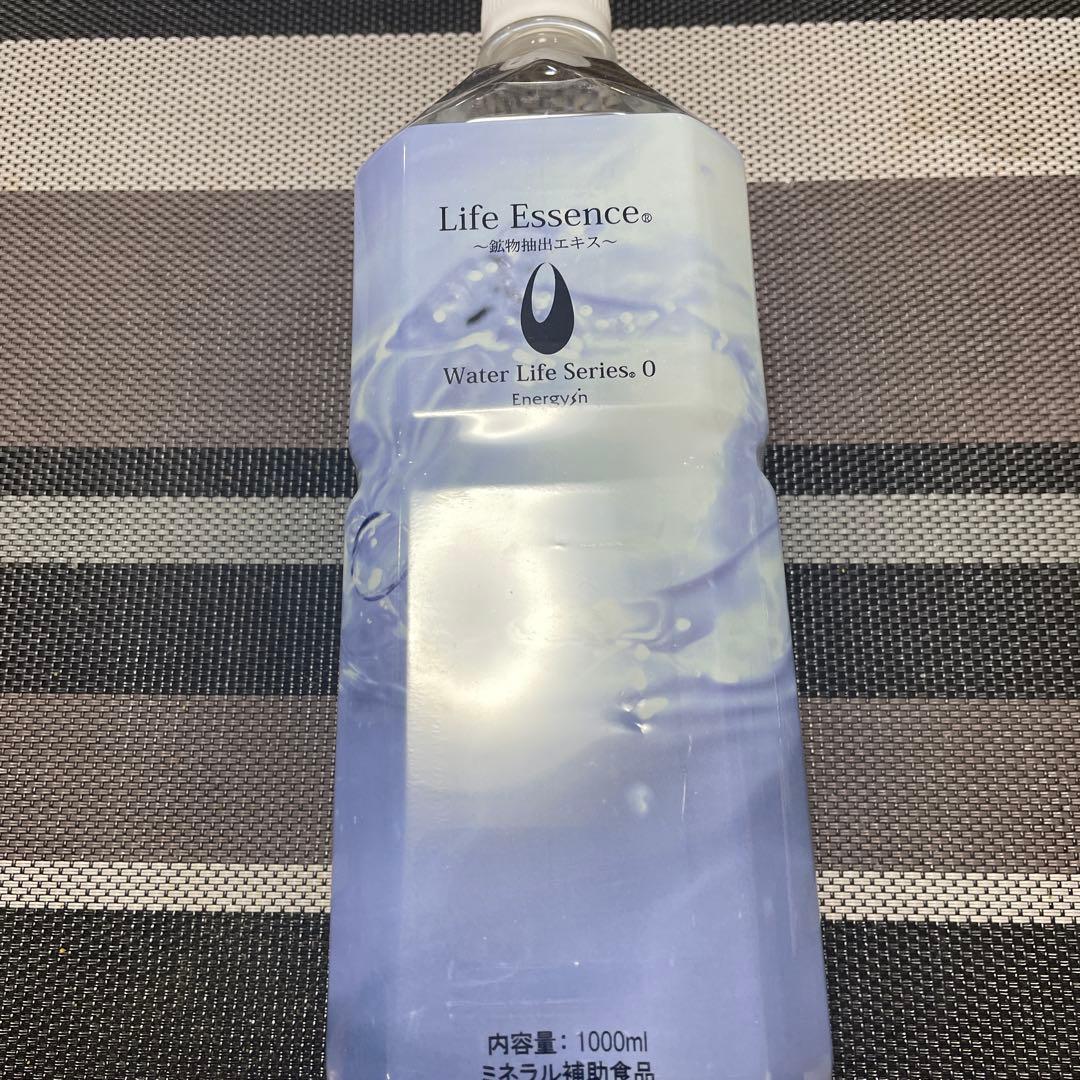 Life Essence®
～鉱物抽出エキス～
Water Life Series® 0
Energysin
内容量：1000ml
ミネラル補助食品